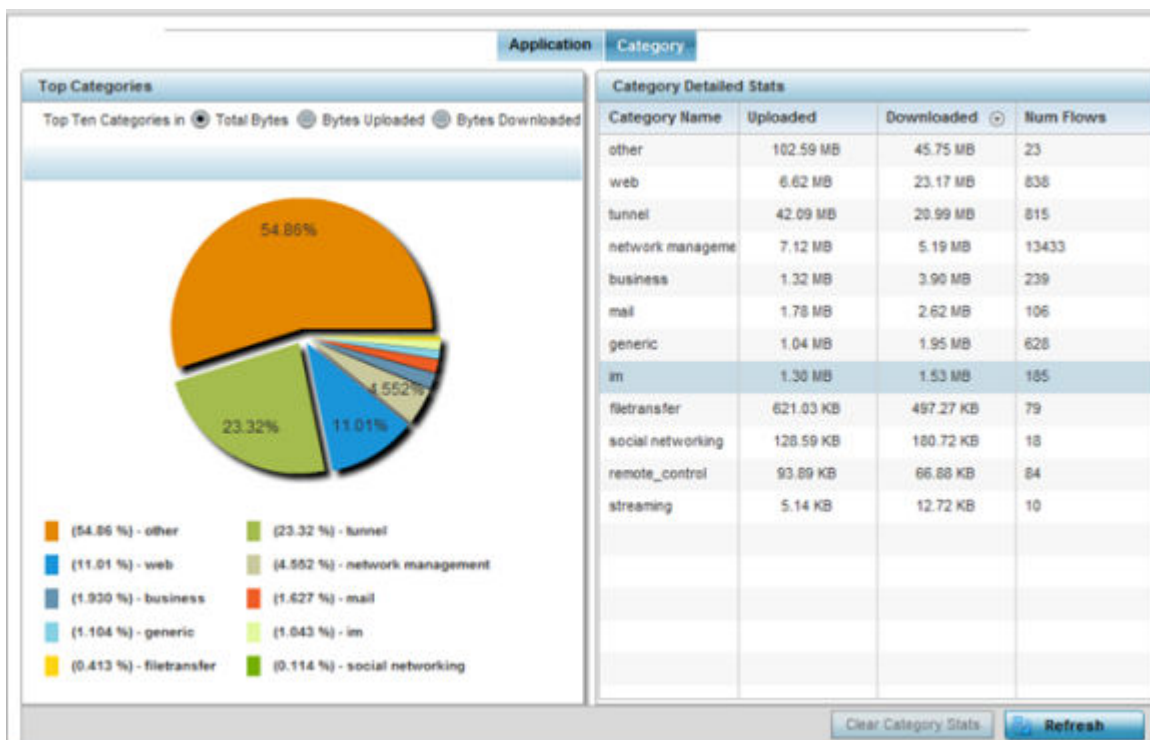 Application Category
Top Categories
Top Ten Categories in Total Bytes Bytes Uploaded Bytes Downloaded
54.86%
4.552%
23.32%
11.01%
(54.86 %) - other (23.32 %) - tunnel
(11.01 %) - web (4.552 %) - network management
(1.930 %) - business (1.627 %) - mail
(1.104 %) - generic (1.043 %) - im
(0.413 %) - filetransfer (0.114 %) - social networking
Category Detailed Stats
Category Name Uploaded Downloaded Num Flows
other 102.59 MB 45.75 MB 23
web 6.62 MB 23.17 MB 838
tunnel 42.09 MB 20.99 MB 815
network manageme 7.12 MB 5.19 MB 13433
business 1.32 MB 3.90 MB 239
mail 1.78 MB 2.62 MB 106
generic 1.04 MB 1.95 MB 628
im 1.30 MB 1.53 MB 185
filetransfer 621.03 KB 497.27 KB 79
social networking 128.59 KB 180.72 KB 18
remote_control 93.89 KB 66.88 KB 84
streaming 5.14 KB 12.72 KB 10
Clear Category Stats Refresh